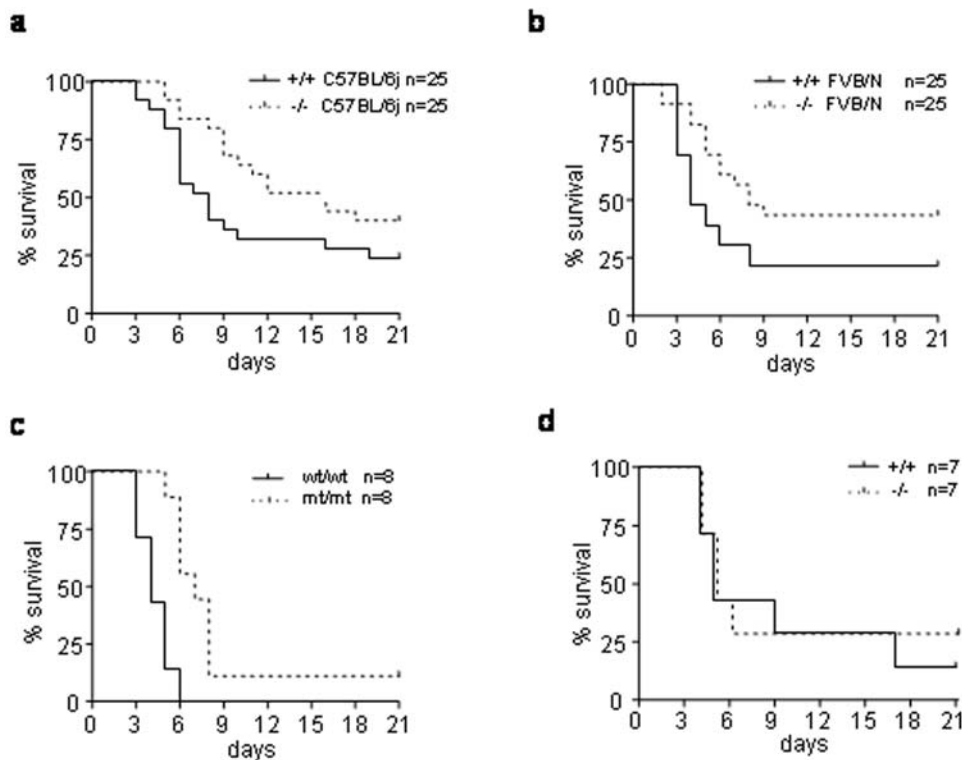 a
+/+ C57BL/6j n=25
-/- C57BL/6j n=25
100
75
50
25
0
% survival
0 3 6 9 12 15 18 21
days
b
+/+ FVB/N n=25
-/- FVB/N n=25
100
75
50
25
0
% survival
0 3 6 9 12 15 18 21
days
c
wt/wt n=8
mt/mt n=8
100
75
50
25
0
% survival
0 3 6 9 12 15 18 21
days
d
+/+ n=7
-/- n=7
100
75
50
25
0
% survival
0 3 6 9 12 15 18 21
days